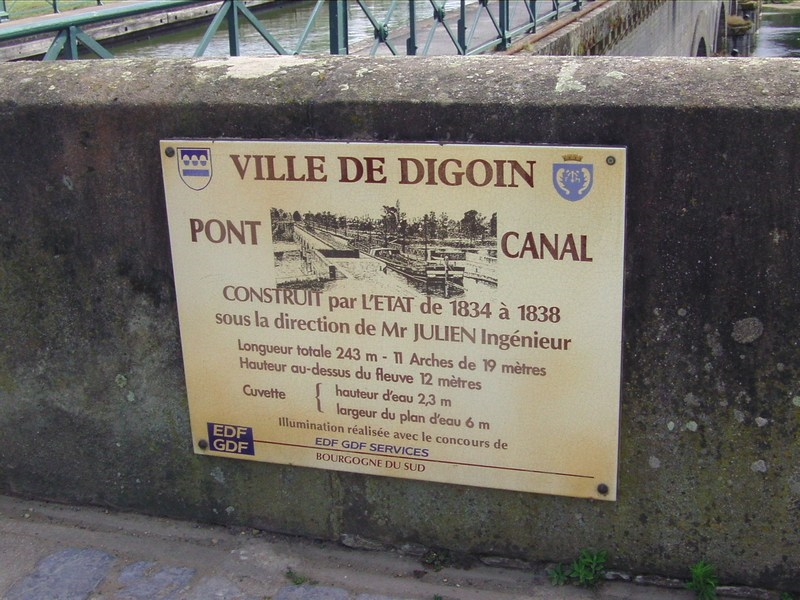 VILLE DE DIGOIN
PONT CANAL
CONSTRUIT par L'ETAT de 1834 à 1838
sous la direction de Mr JULIEN Ingénieur
Longueur totale 243 m - 11 Arches de 19 mètres
Hauteur au-dessus du fleuve 12 mètres
Cuvette { hauteur d'eau 2,3 m
largeur du plan d'eau 6 m
Illumination réalisée avec le concours de
EDF
GDF
EDF GDF SERVICES
BOURGOGNE DU SUD